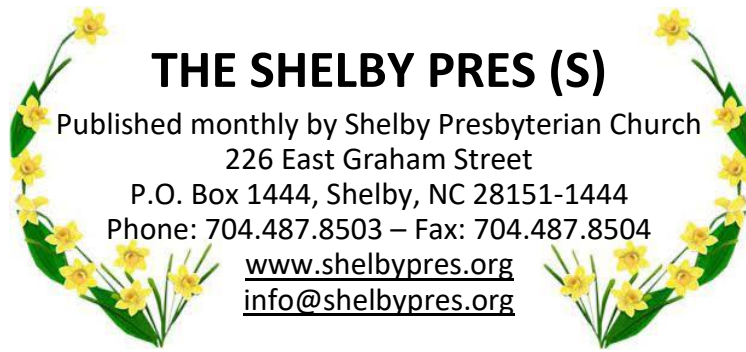 THE SHELBY PRES (S)
Published monthly by Shelby Presbyterian Church
226 East Graham Street
P.O. Box 1444, Shelby, NC 28151-1444
Phone: 704.487.8503 – Fax: 704.487.8504
www.shelbypres.org
info@shelbypres.org